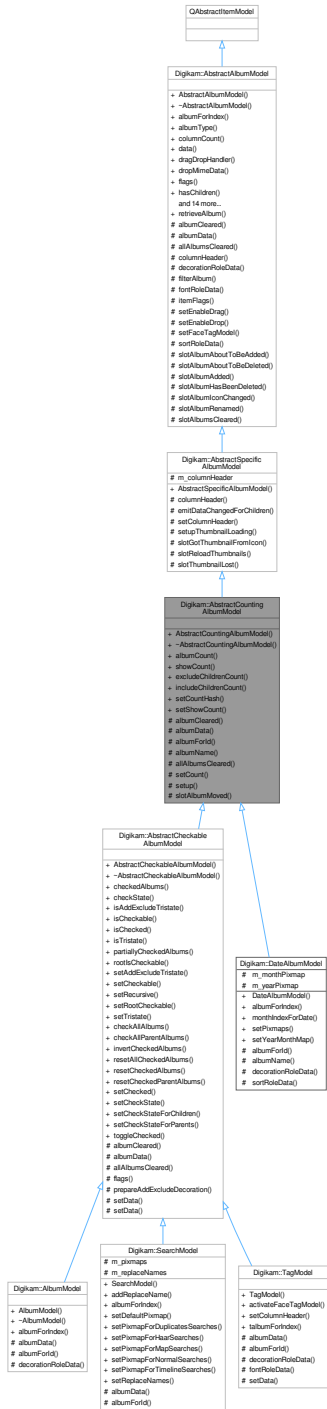 QAbstractItemModel
Digikam::AbstractAlbumModel
+ AbstractAlbumModel()
+ ~AbstractAlbumModel()
+ albumForIndex()
+ albumType()
+ columnCount()
+ data()
+ dragDropHandler()
+ dropMimeData()
+ flags()
+ hasChildren()
and 14 more...
+ retrieveAlbum()
# albumCleared()
# albumData()
# allAlbumsCleared()
# columnHeader()
# decorationRoleData()
# filterAlbum()
# fontRoleData()
# itemFlags()
# setEnableDrag()
# setEnableDrop()
# setFaceTagModel()
# sortRoleData()
# slotAlbumAboutToBeAdded()
# slotAlbumAboutToBeDeleted()
# slotAlbumAdded()
# slotAlbumHasBeenDeleted()
# slotAlbumIconChanged()
# slotAlbumRenamed()
# slotAlbumsCleared()
Digikam::AbstractSpecific
AlbumModel
# m_columnHeader
+ AbstractSpecificAlbumModel()
# columnHeader()
# emitDataChangedForChildren()
# setColumnHeader()
# setupThumbnailLoading()
# slotGotThumbnailFromIcon()
# slotReloadThumbnails()
# slotThumbnailLost()
Digikam::AbstractCounting
AlbumModel
+ AbstractCountingAlbumModel()
+ ~AbstractCountingAlbumModel()
+ albumCount()
+ showCount()
+ excludeChildrenCount()
+ includeChildrenCount()
+ setCountHash()
+ setShowCount()
# albumCleared()
# albumData()
# albumForId()
# albumName()
# allAlbumsCleared()
# setCount()
# setup()
# slotAlbumMoved()
Digikam::AbstractCheckable
AlbumModel
+ AbstractCheckableAlbumModel()
+ ~AbstractCheckableAlbumModel()
+ checkedAlbums()
+ checkState()
+ isAddExcludeTristate()
+ isCheckable()
+ isChecked()
+ isTristate()
+ partiallyCheckedAlbums()
+ rootIsCheckable()
+ setAddExcludeTristate()
+ setCheckable()
+ setRecursive()
+ setRootCheckable()
+ setTristate()
+ checkAllAlbums()
+ checkAllParentAlbums()
+ invertCheckedAlbums()
+ resetAllCheckedAlbums()
+ resetCheckedAlbums()
+ resetCheckedParentAlbums()
+ setChecked()
+ setCheckState()
+ setCheckStateForChildren()
+ setCheckStateForParents()
+ toggleChecked()
# albumCleared()
# albumData()
# allAlbumsCleared()
# flags()
# prepareAddExcludeDecoration()
# setData()
# setData()
Digikam::DateAlbumModel
# m_monthPixmap
# m_yearPixmap
+ DateAlbumModel()
+ albumForIndex()
+ monthIndexForDate()
+ setPixmaps()
+ setYearMonthMap()
# albumForId()
# albumName()
# decorationRoleData()
# sortRoleData()
Digikam::AlbumModel
+ AlbumModel()
+ ~AlbumModel()
+ albumForIndex()
# albumData()
# albumForId()
# decorationRoleData()
Digikam::SearchModel
# m_pixmaps
# m_replaceNames
+ SearchModel()
+ addReplaceName()
+ albumForIndex()
+ setDefaultPixmap()
+ setPixmapForDuplicatesSearches()
+ setPixmapForHaarSearches()
+ setPixmapForMapSearches()
+ setPixmapForNormalSearches()
+ setPixmapForTimelineSearches()
+ setReplaceNames()
# albumData()
# albumForId()
Digikam::TagModel
+ TagModel()
+ activateFaceTagModel()
+ setColumnHeader()
+ talbumForIndex()
# albumData()
# albumForId()
# decorationRoleData()
# fontRoleData()
# setData()